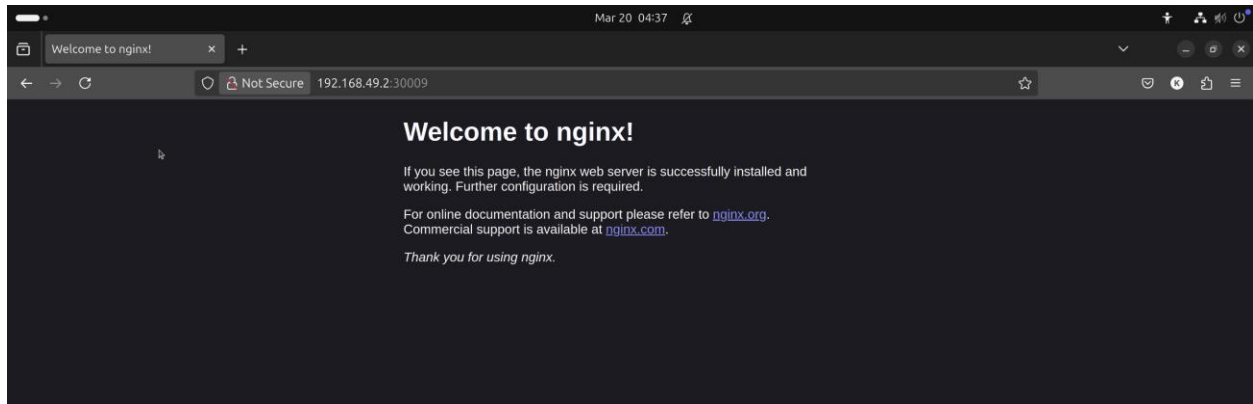 Mar 20 04:37
Welcome to nginx!
Not Secure 192.168.49.2:30009
K
Welcome to nginx!
If you see this page, the nginx web server is successfully installed and
working. Further configuration is required.
For online documentation and support please refer to nginx.org.
Commercial support is available at nginx.com.
Thank you for using nginx.